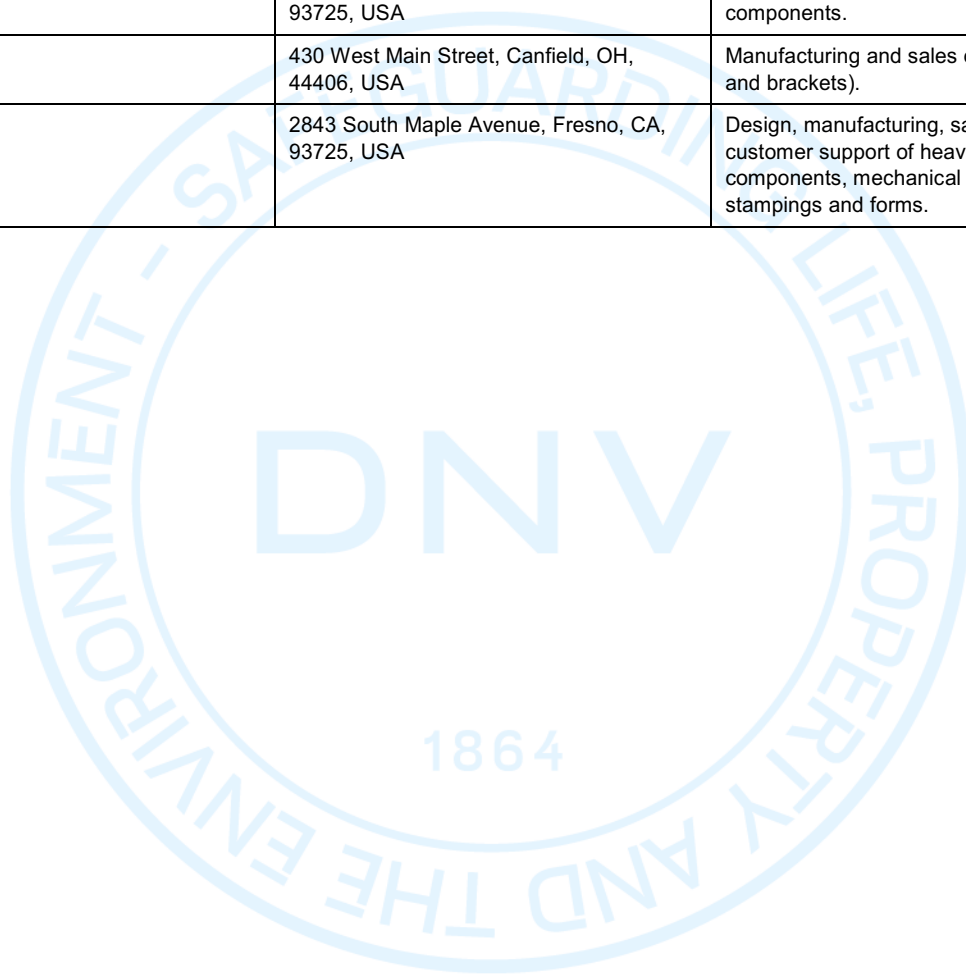 93725, USA
components.
430 West Main Street, Canfield, OH,
44406, USA
Manufacturing and sales
and brackets).
2843 South Maple Avenue, Fresno, CA,
93725, USA
Design, manufacturing,
customer support of
components, mechanical
stampings and forms.
SAFEGUARDING LIFE, PROPERTY AND THE ENVIRONMENT -
DNV
1864